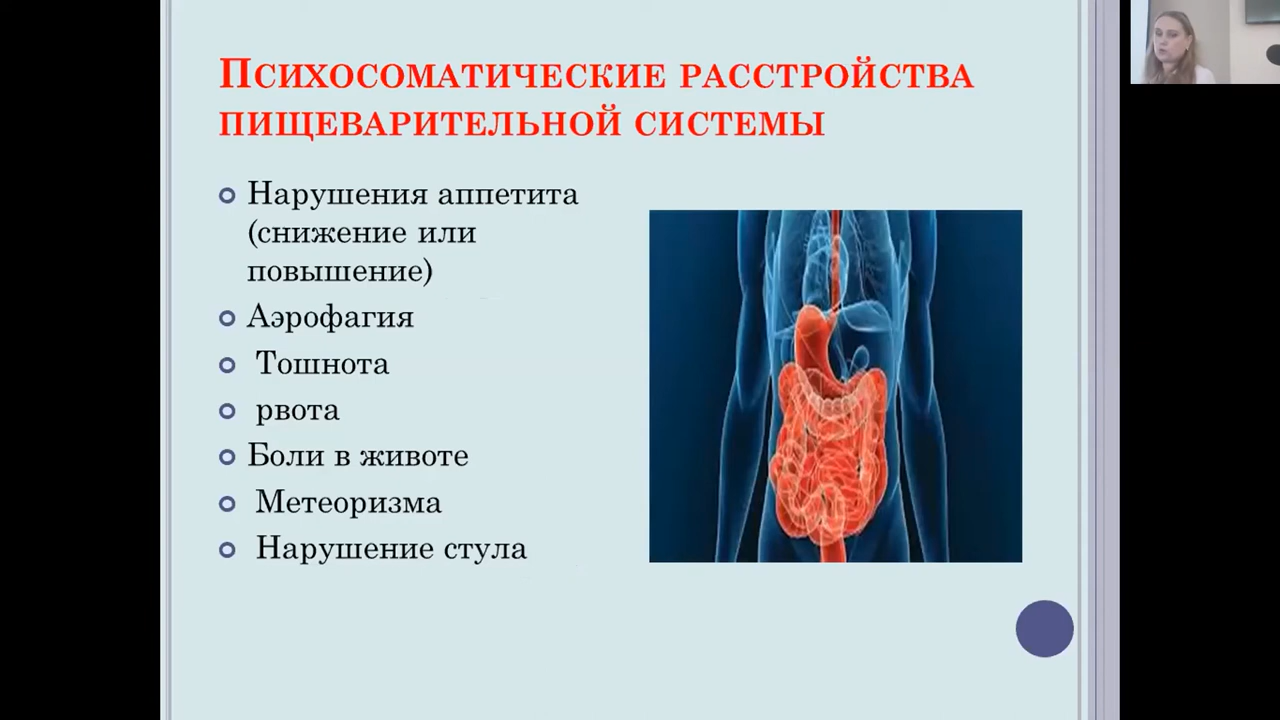 Психосоматические расстройства
пищеварительной системы
Нарушения аппетита
(снижение или
повышение)
Аэрофагия
Тошнота
рвота
Боли в животе
Метеоризма
Нарушение стула